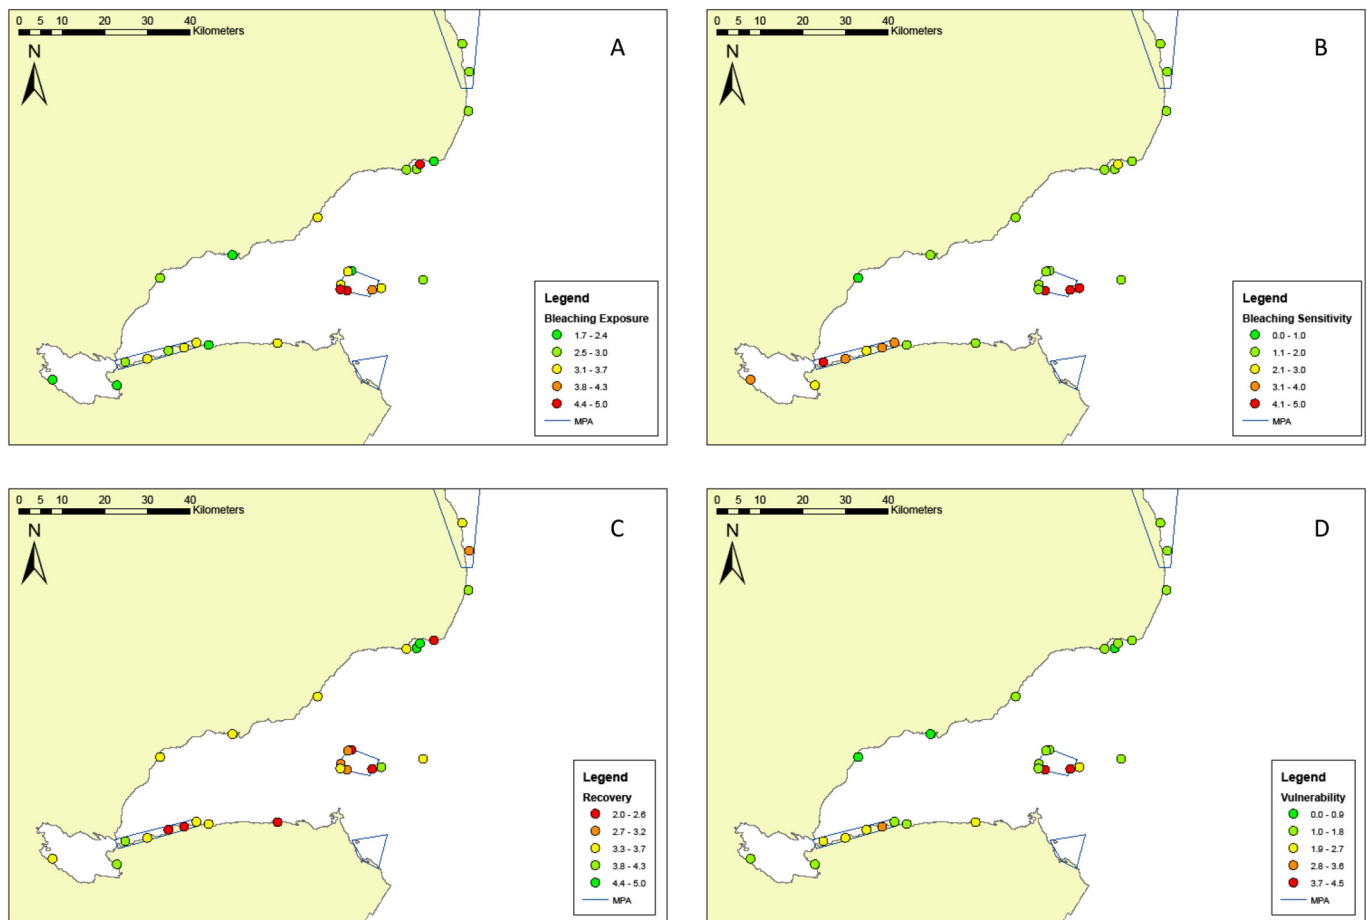 0 5 10 20 30 40
Kilometers
N
A
Legend
Bleaching Exposure
1.7 - 2.4
2.5 - 3.0
3.1 - 3.7
3.8 - 4.3
4.4 - 5.0
MPA
0 5 10 20 30 40
Kilometers
N
B
Legend
Bleaching Sensitivity
0.0 - 1.0
1.1 - 2.0
2.1 - 3.0
3.1 - 4.0
4.1 - 5.0
MPA
0 5 10 20 30 40
Kilometers
N
C
Legend
Recovery
2.0 - 2.6
2.7 - 3.2
3.3 - 3.7
3.8 - 4.3
4.4 - 5.0
MPA
0 5 10 20 30 40
Kilometers
N
D
Legend
Vulnerability
0.0 - 0.9
1.0 - 1.8
1.9 - 2.7
2.8 - 3.6
3.7 - 4.5
MPA